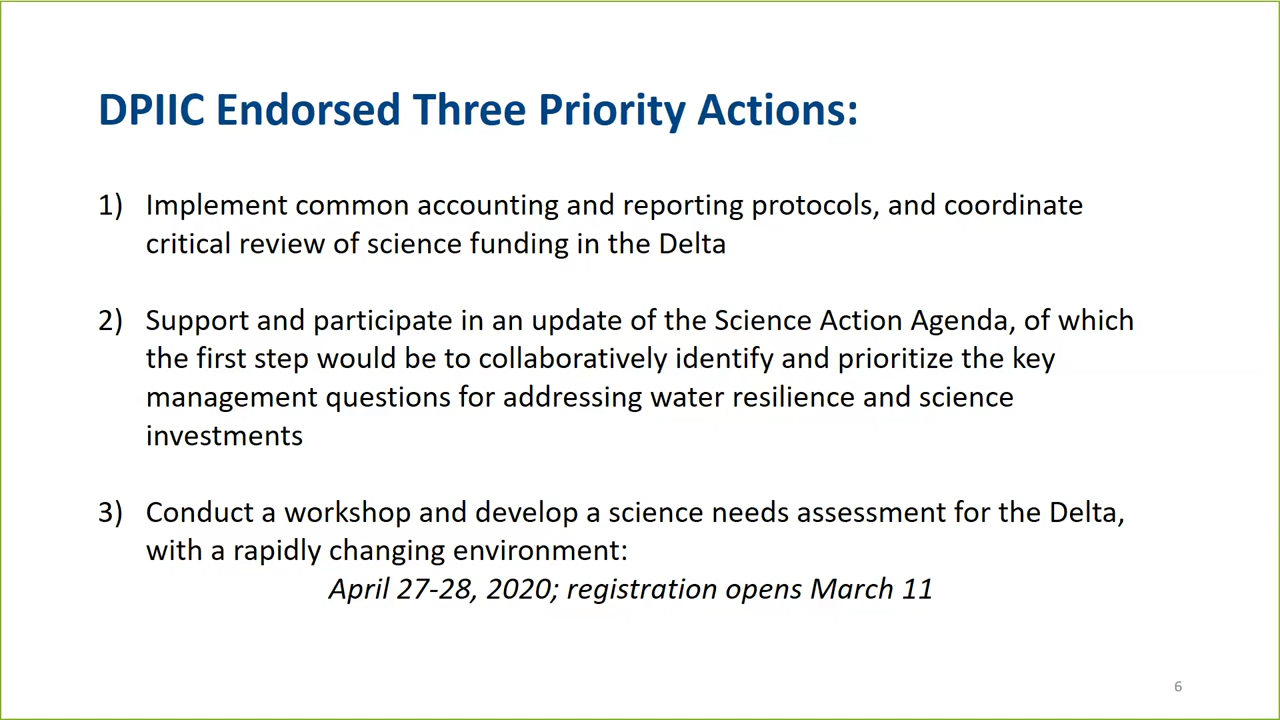 DPIIC Endorsed Three Priority Actions:
1) Implement common accounting and reporting protocols, and coordinate
critical review of science funding in the Delta
2) Support and participate in an update of the Science Action Agenda, of which
the first step would be to collaboratively identify and prioritize the key
management questions for addressing water resilience and science
investments
3) Conduct a workshop and develop a science needs assessment for the Delta,
with a rapidly changing environment:
April 27-28, 2020; registration opens March 11
6